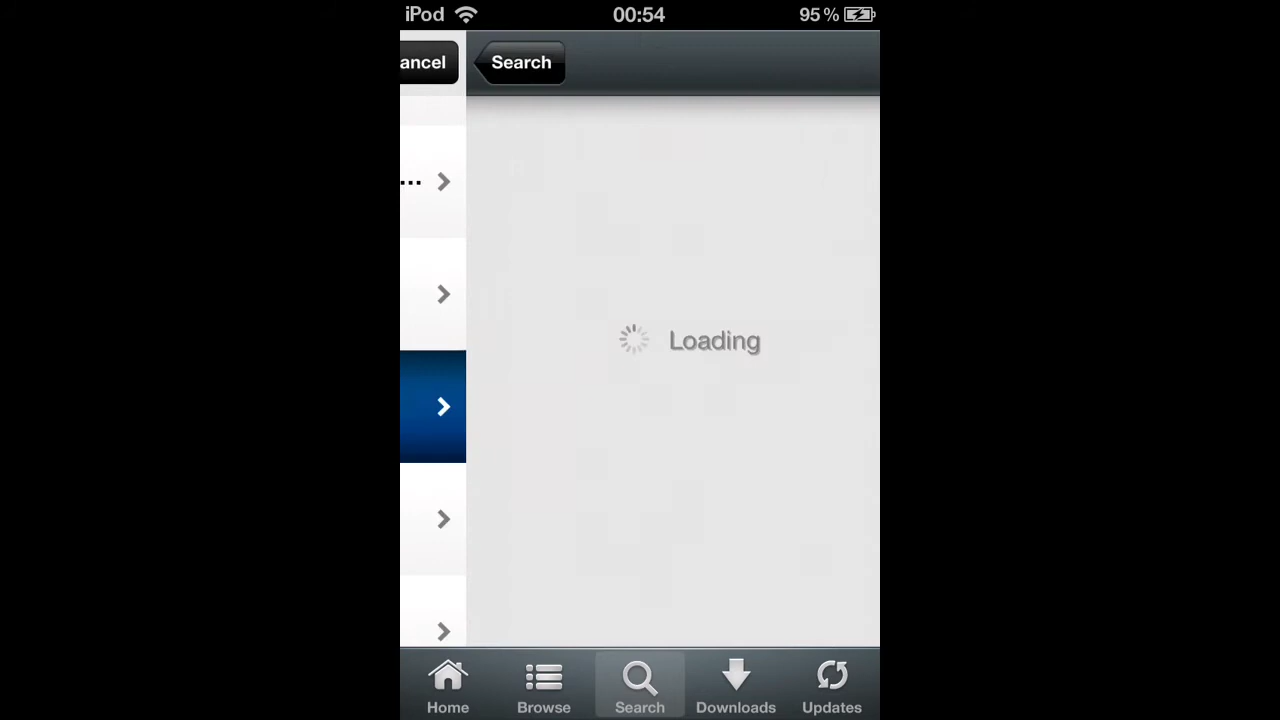 iPod 00:54 95 %
ancel Search
...
Loading
Home Browse Search Downloads Updates